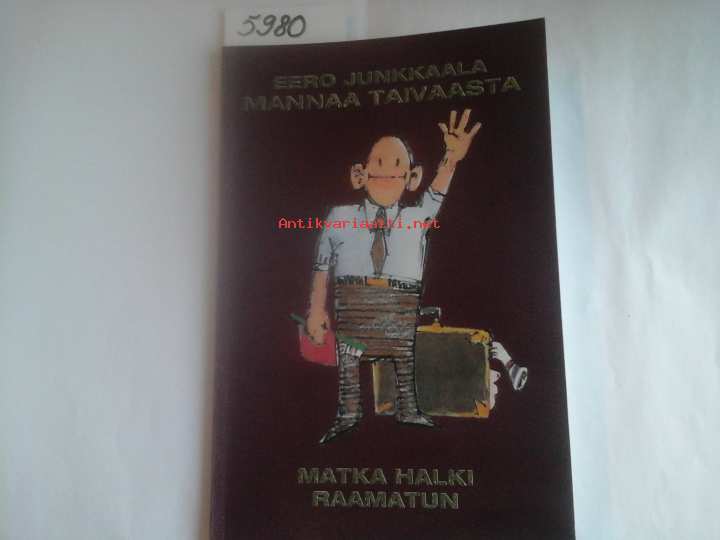 5980
EERO JUNKKAALA
MANNAA TAIVAASTA
Antikvariaatti.net
MATKA HALKI
RAAMATUN